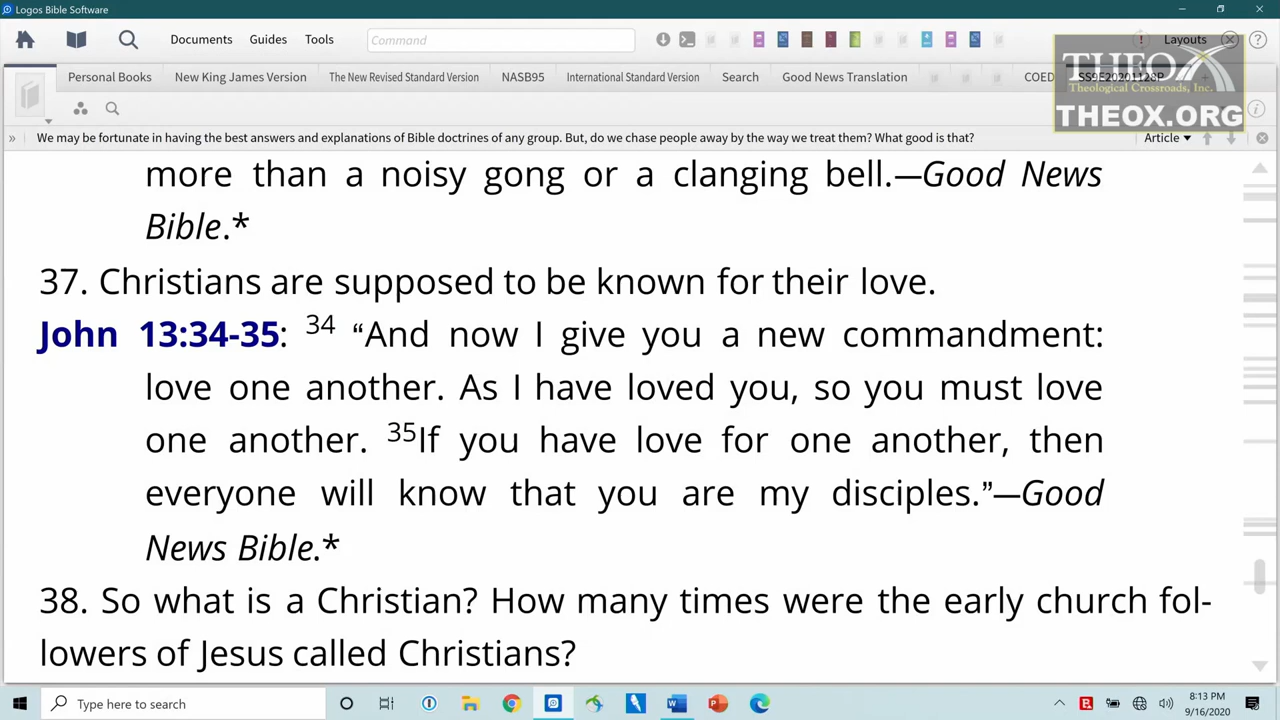 Logos Bible Software
Documents Guides Tools Command Layouts
Personal Books New King James Version The New Revised Standard Version NASB95 International Standard Version Search Good News Translation COED SS9E20201128P
THEOX
Theological Crossroads, Inc.
THEOX.ORG
» We may be fortunate in having the best answers and explanations of Bible doctrines of any group. But, do we chase people away by the way we treat them? What good is that? Article
more than a noisy gong or a clanging bell.—Good News
Bible.*
37. Christians are supposed to be known for their love.
John 13:34-35: 34 “And now I give you a new commandment:
love one another. As I have loved you, so you must love
one another. 35If you have love for one another, then
everyone will know that you are my disciples.”—Good
News Bible.*
38. So what is a Christian? How many times were the early church fol-
lowers of Jesus called Christians?
Type here to search
8:13 PM
9/16/2020